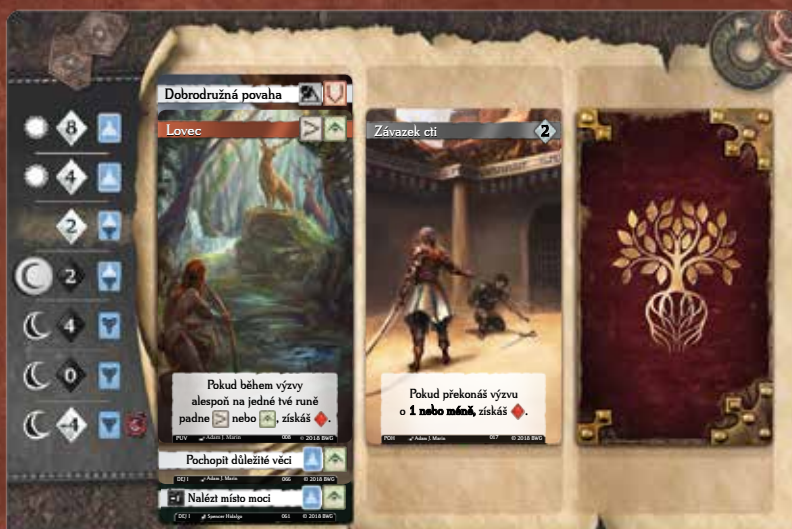 8
4
2
2
4
0
-4
Dobrodružná povaha
Lovec
Pokud během výzvy
alespoň na jedné tvé runě
padne nebo , získáš .
PUV Adam J. Marin 008 © 2018 BWG
Pochopit důležité věci
DEJ I Adam J. Marin 066 © 2018 BWG
Nalézt místo moci
DEJ I Spencer Hidalgo 061 © 2018 BWG
Závazek cti 2
Pokud překonáš výzvu
o 1 nebo méně, získáš .
POH Adam J. Marin 017 © 2018 BWG